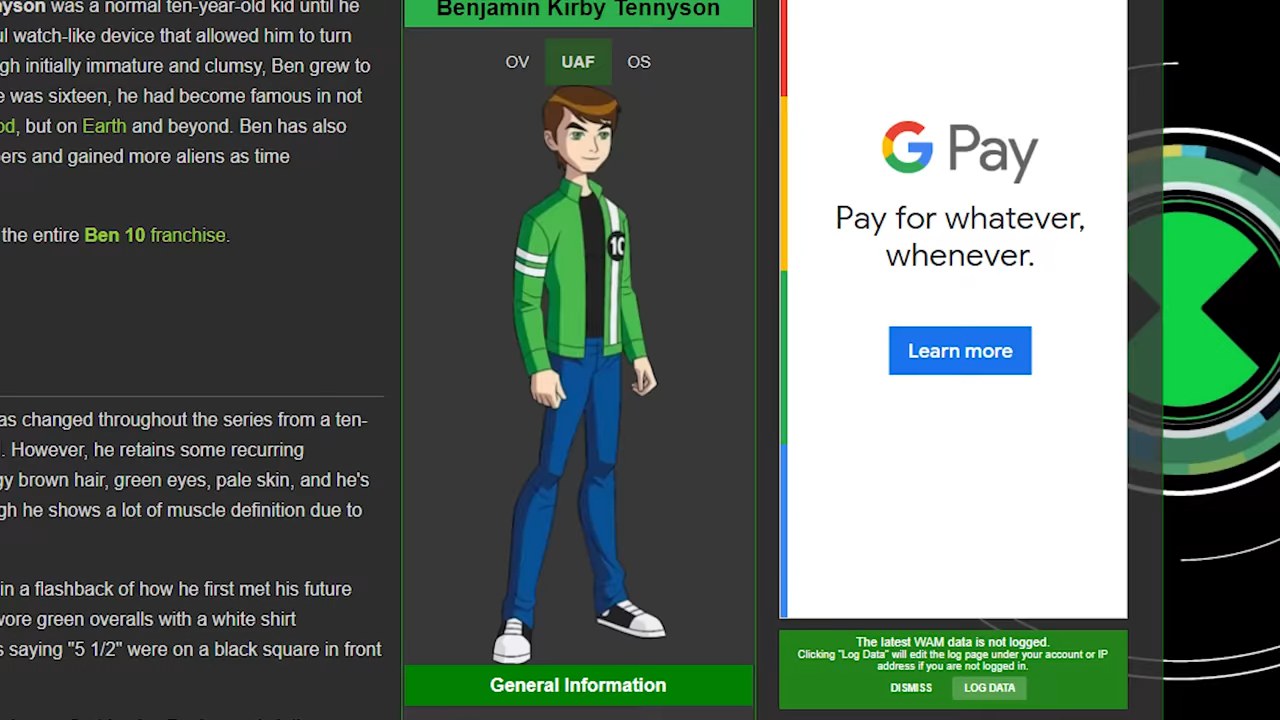 yson was a normal ten-year-old kid until he
ul watch-like device that allowed him to turn
gh initially immature and clumsy, Ben grew to
e was sixteen, he had become famous in not
od, but on Earth and beyond. Ben has also
ers and gained more aliens as time
the entire Ben 10 franchise.
as changed throughout the series from a ten-
. However, he retains some recurring
gy brown hair, green eyes, pale skin, and he's
gh he shows a lot of muscle definition due to
in a flashback of how he first met his future
wore green overalls with a white shirt
s saying "5 1/2" were on a black square in front
Benjamin Kirby Tennyson
OV UAF OS
10
General Information
G Pay
Pay for whatever,
whenever.
Learn more
The latest WAM data is not logged.
Clicking "Log Data" will edit the log page under your account or IP
address if you are not logged in.
DISMISS LOG DATA